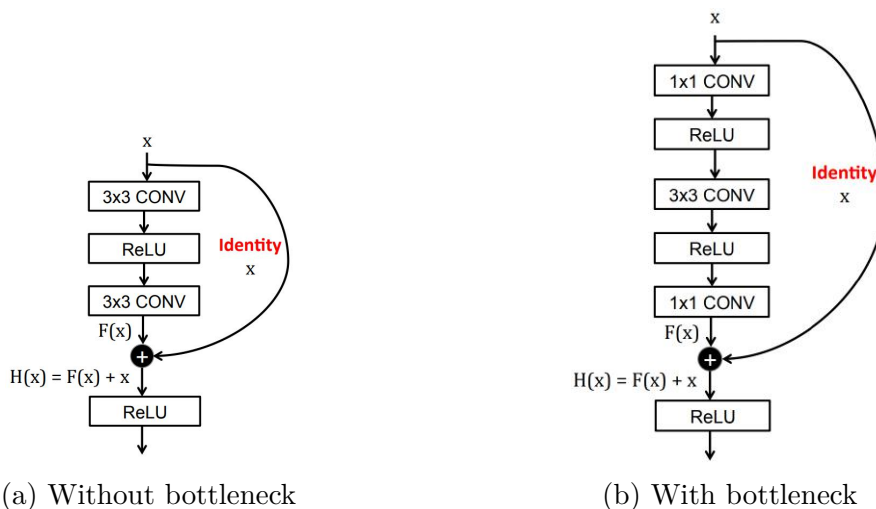 x
3x3 CONV
ReLU
Identity
x
3x3 CONV
F(x)
+
H(x) = F(x) + x
ReLU
(a) Without bottleneck
x
1x1 CONV
ReLU
Identity
x
3x3 CONV
ReLU
1x1 CONV
F(x)
+
H(x) = F(x) + x
ReLU
(b) With bottleneck